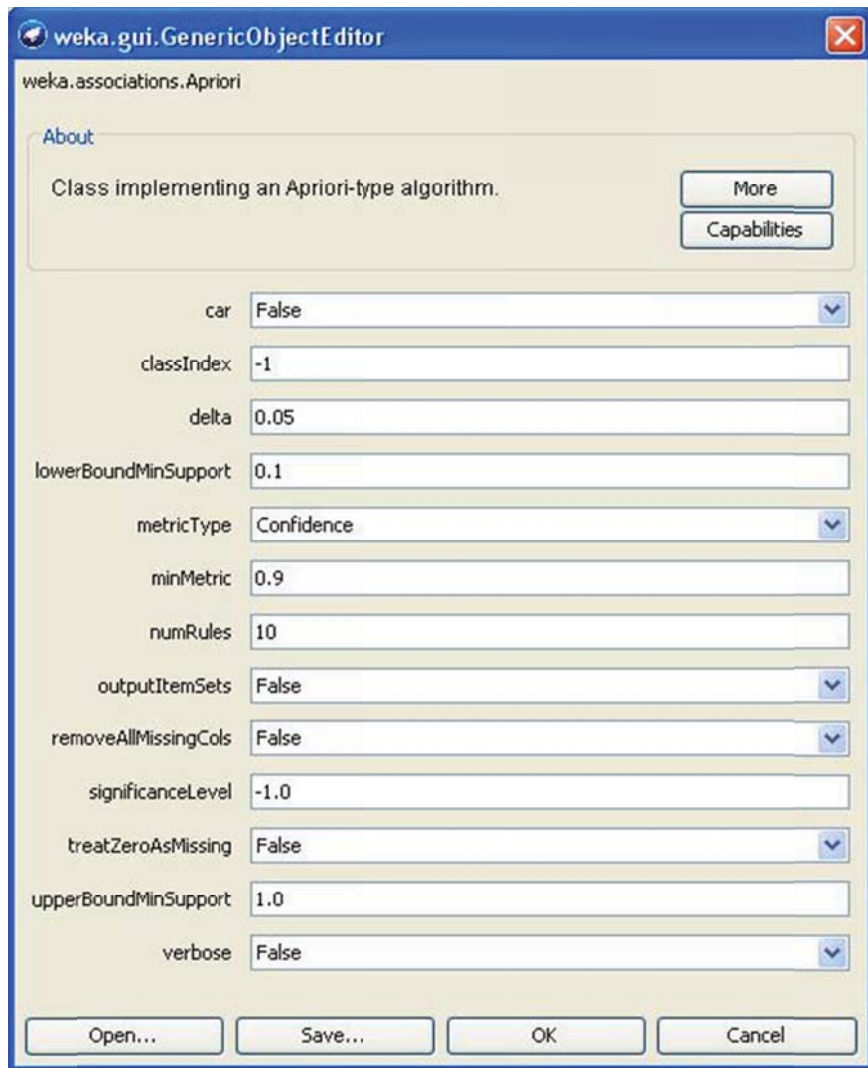 weka.gui.GenericObjectEditor
weka.associations.Apriori
About
Class implementing an Apriori-type algorithm.
More
Capabilities
car False
classIndex -1
delta 0.05
lowerBoundMinSupport 0.1
metricType Confidence
minMetric 0.9
numRules 10
outputItemSets False
removeAllMissingCols False
significanceLevel -1.0
treatZeroAsMissing False
upperBoundMinSupport 1.0
verbose False
Open... Save... OK Cancel